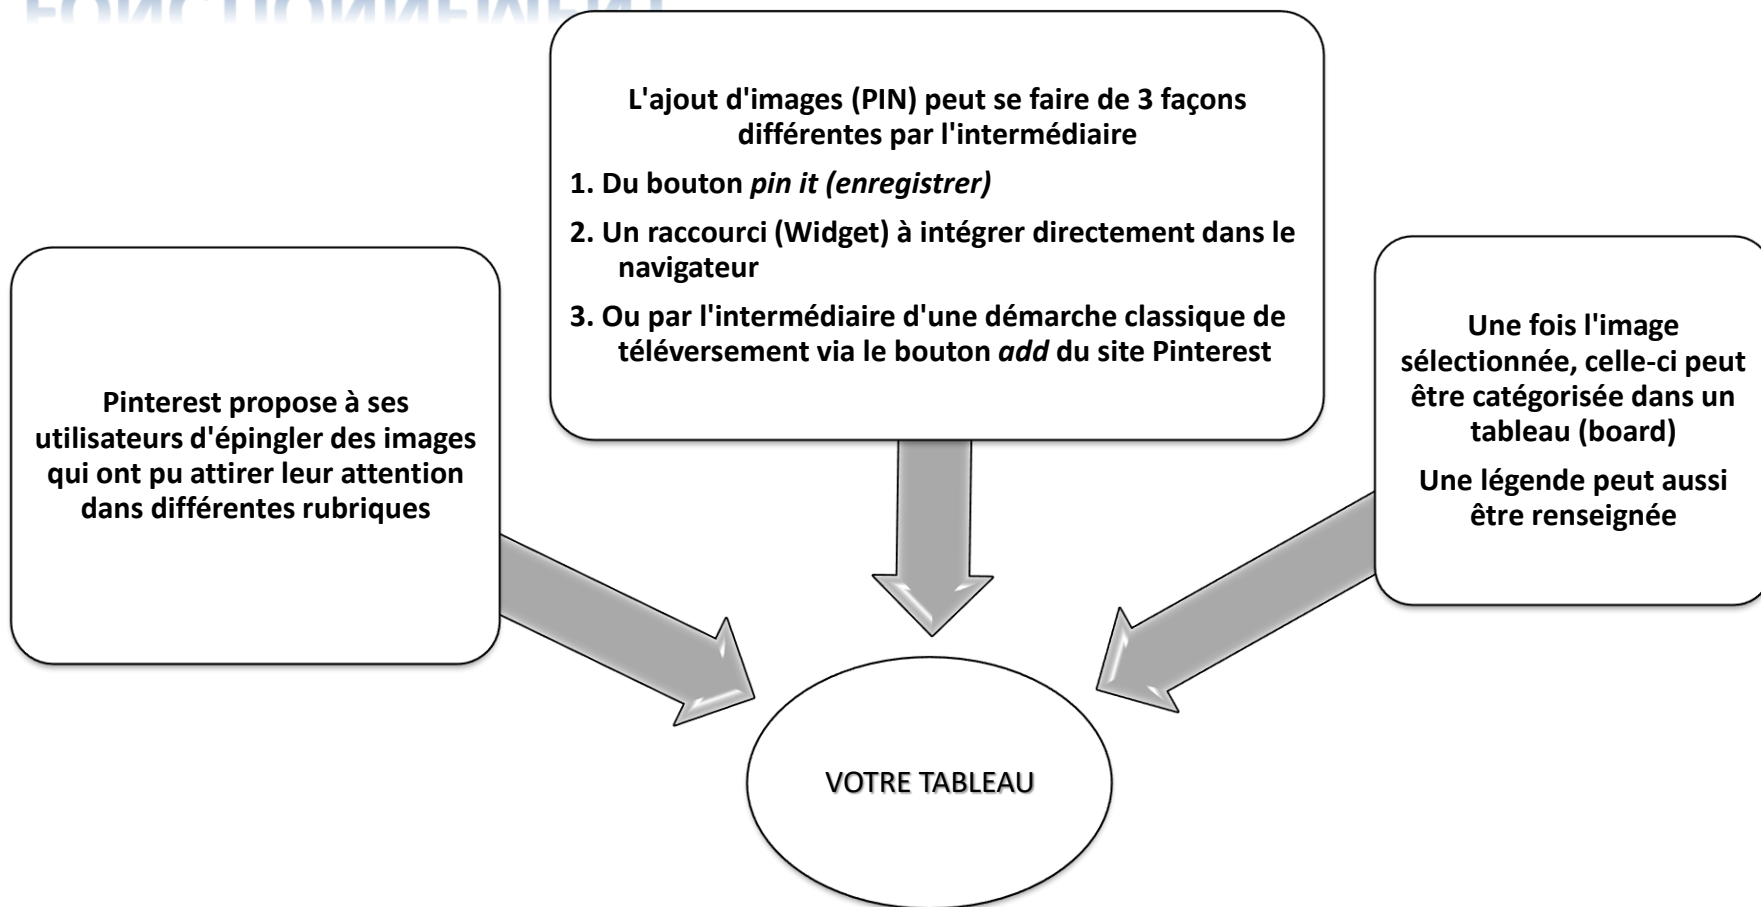 FONCTIONNEMENT
L'ajout d'images (PIN) peut se faire de 3 façons
différentes par l'intermédiaire
1. Du bouton pin it (enregistrer)
2. Un raccourci (Widget) à intégrer directement dans le
navigateur
3. Ou par l'intermédiaire d'une démarche classique de
téléversement via le bouton add du site Pinterest
Pinterest propose à ses
utilisateurs d'épingler des images
qui ont pu attirer leur attention
dans différentes rubriques
Une fois l'image
sélectionnée, celle-ci peut
être catégorisée dans un
tableau (board)
Une légende peut aussi
être renseignée
VOTRE TABLEAU